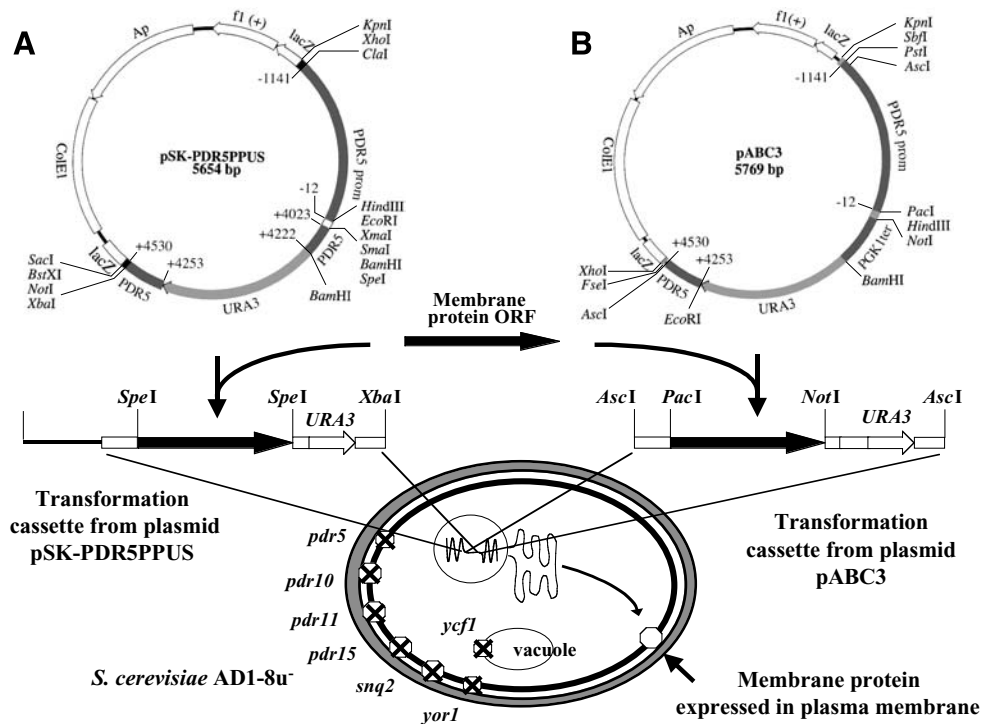 A
Ap
f1 (+)
lacZ
KpnI
XhoI
ClaI
-1141
ColE1
pSK-PDR5PPUS
5654 bp
PDR5 prom
-12
+4023
+4222
HindIII
EcoRI
XmaI
SmaI
BamHI
SpeI
PDR5
+4530
+4253
lacZ
SacI
BstXI
NotI
XbaI
PDR5
URA3
BamHI
B
Ap
f1(+)
lacZ
KpnI
SbfI
PstI
AscI
-1141
ColE1
pABC3
5769 bp
PDR5 prom
-12
PacI
HindIII
NotI
PGK1ter
+4530
+4253
lacZ
XhoI
FseI
AscI
PDR5
EcoRI
URA3
BamHI
Membrane
protein ORF
SpeI
SpeI
XbaI
URA3
AscI
PacI
NotI
AscI
URA3
Transformation
cassette from plasmid
pSK-PDR5PPUS
Transformation
cassette from plasmid
pABC3
pdr5
pdr10
pdr11
pdr15
snq2
yor1
ycf1
vacuole
S. cerevisiae AD1-8u-
Membrane protein
expressed in plasma membrane